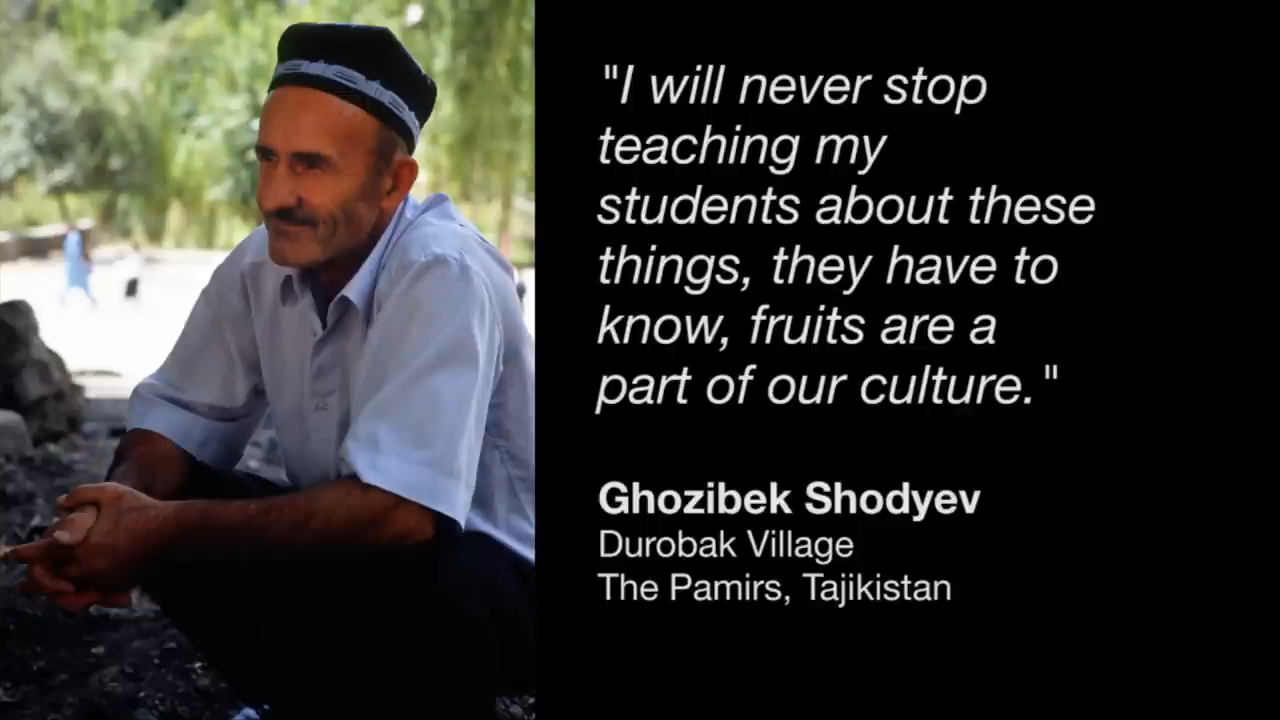 "I will never stop
teaching my
students about these
things, they have to
know, fruits are a
part of our culture."
Ghozibek Shodyev
Durobak Village
The Pamirs, Tajikistan